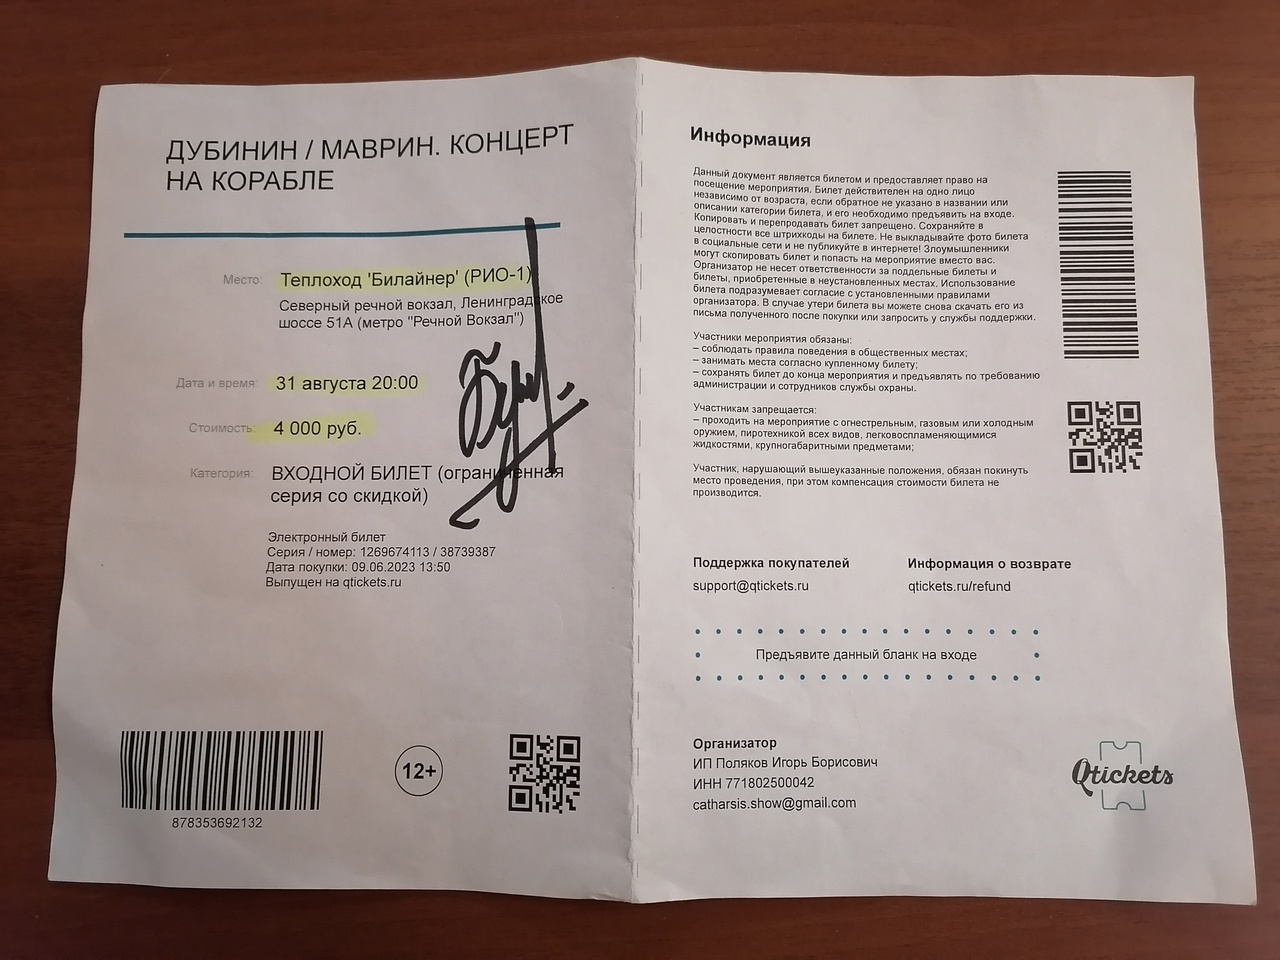 ДУБИНИН / МАВРИН. КОНЦЕРТ
НА КОРАБЛЕ
Место: Теплоход 'Билайнер' (РИО-1)
Северный речной вокзал, Ленинградское
шоссе 51А (метро "Речной Вокзал")
Дата и время: 31 августа 20:00
Стоимость: 4 000 руб.
Категория: ВХОДНОЙ БИЛЕТ (ограниченная
серия со скидкой)
Электронный билет
Серия / номер: 1269674113 / 38739387
Дата покупки: 09.06.2023 13:50
Выпущен на qtickets.ru
878353692132
12+
Информация
Данный документ является билетом и предоставляет право на
посещение мероприятия. Билет действителен на одно лицо
независимо от возраста, если обратное не указано в названии или
описании категории билета, и его необходимо предъявить на входе.
Копировать и перепродавать билет запрещено. Сохраняйте в
целостности все штрихкоды на билете. Не выкладывайте фото билета
в социальные сети и не публикуйте в интернете! Злоумышленники
могут скопировать билет и попасть на мероприятие вместо вас.
Организатор не несет ответственности за поддельные билеты и
билеты, приобретенные в неустановленных местах. Использование
билета подразумевает согласие с установленными правилами
организатора. В случае утери билета вы можете снова скачать его из
письма полученного после покупки или запросить у службы поддержки.
Участники мероприятия обязаны:
– соблюдать правила поведения в общественных местах;
– занимать места согласно купленному билету;
– сохранять билет до конца мероприятия и предъявлять по требованию
администрации и сотрудников службы охраны.
Участникам запрещается:
– проходить на мероприятие с огнестрельным, газовым или холодным
оружием, пиротехникой всех видов, легковоспламеняющимися
жидкостями, крупногабаритными предметами;
Участник, нарушающий вышеуказанные положения, обязан покинуть
место проведения, при этом компенсация стоимости билета не
производится.
Поддержка покупателей
support@qtickets.ru
Информация о возврате
qtickets.ru/refund
Предъявите данный бланк на входе
Организатор
ИП Поляков Игорь Борисович
ИНН 771802500042
catharsis.show@gmail.com
Qtickets